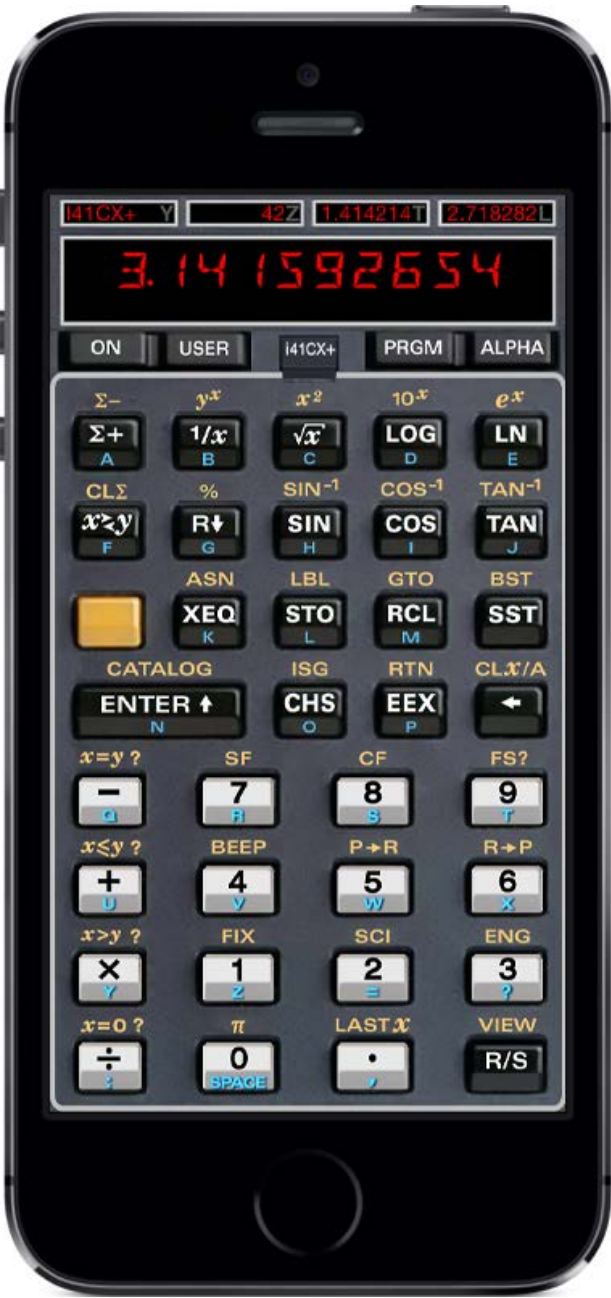 I41CX+ Y 42Z 1.414214T 2.718282L
3.141592654
ON USER i41CX+ PRGM ALPHA
Σ− yˣ x² 10ˣ eˣ
Σ+ 1/x √x LOG LN
A B C D E
CLΣ % SIN⁻¹ COS⁻¹ TAN⁻¹
x≷y R↓ SIN COS TAN
F G H I J
ASN LBL GTO BST
XEQ STO RCL SST
K L M
CATALOG ISG RTN CLX/A
ENTER↑ CHS EEX ←
N O P
x=y? SF CF FS?
− 7 8 9
Q R S T
x≤y? BEEP P→R R→P
+ 4 5 6
U V W X
x>y? FIX SCI ENG
× 1 2 3
Y Z = ?
x=0? π LAST X VIEW
÷ 0 • R/S
: SPACE ,